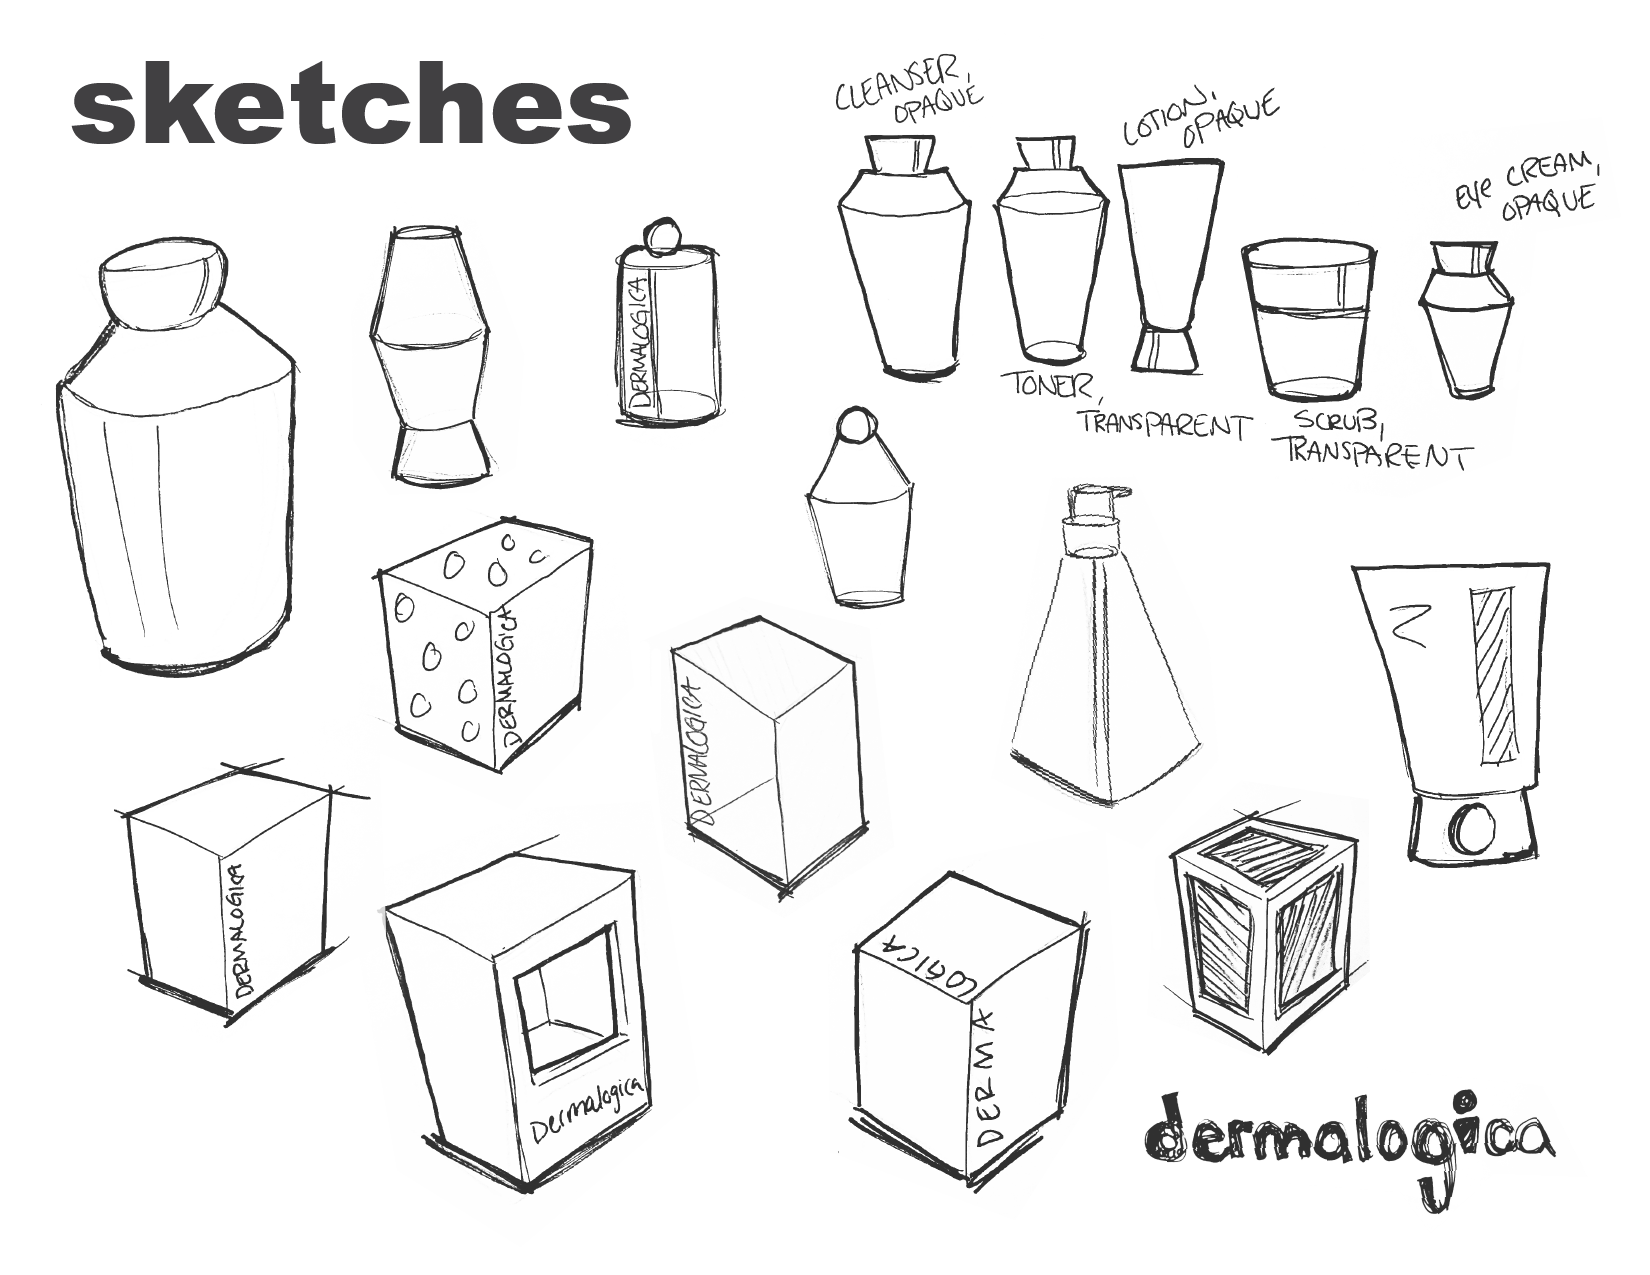 sketches
CLEANSER,
OPAQUE
LOTION,
OPAQUE
EYE CREAM,
OPAQUE
TONER,
TRANSPARENT
SCRUB,
TRANSPARENT
DERMALOGICA
DERMALOGICA
DERMALOGICA
DERMALOGICA
Dermalogica
DERMA
LOGICA
dermalogica